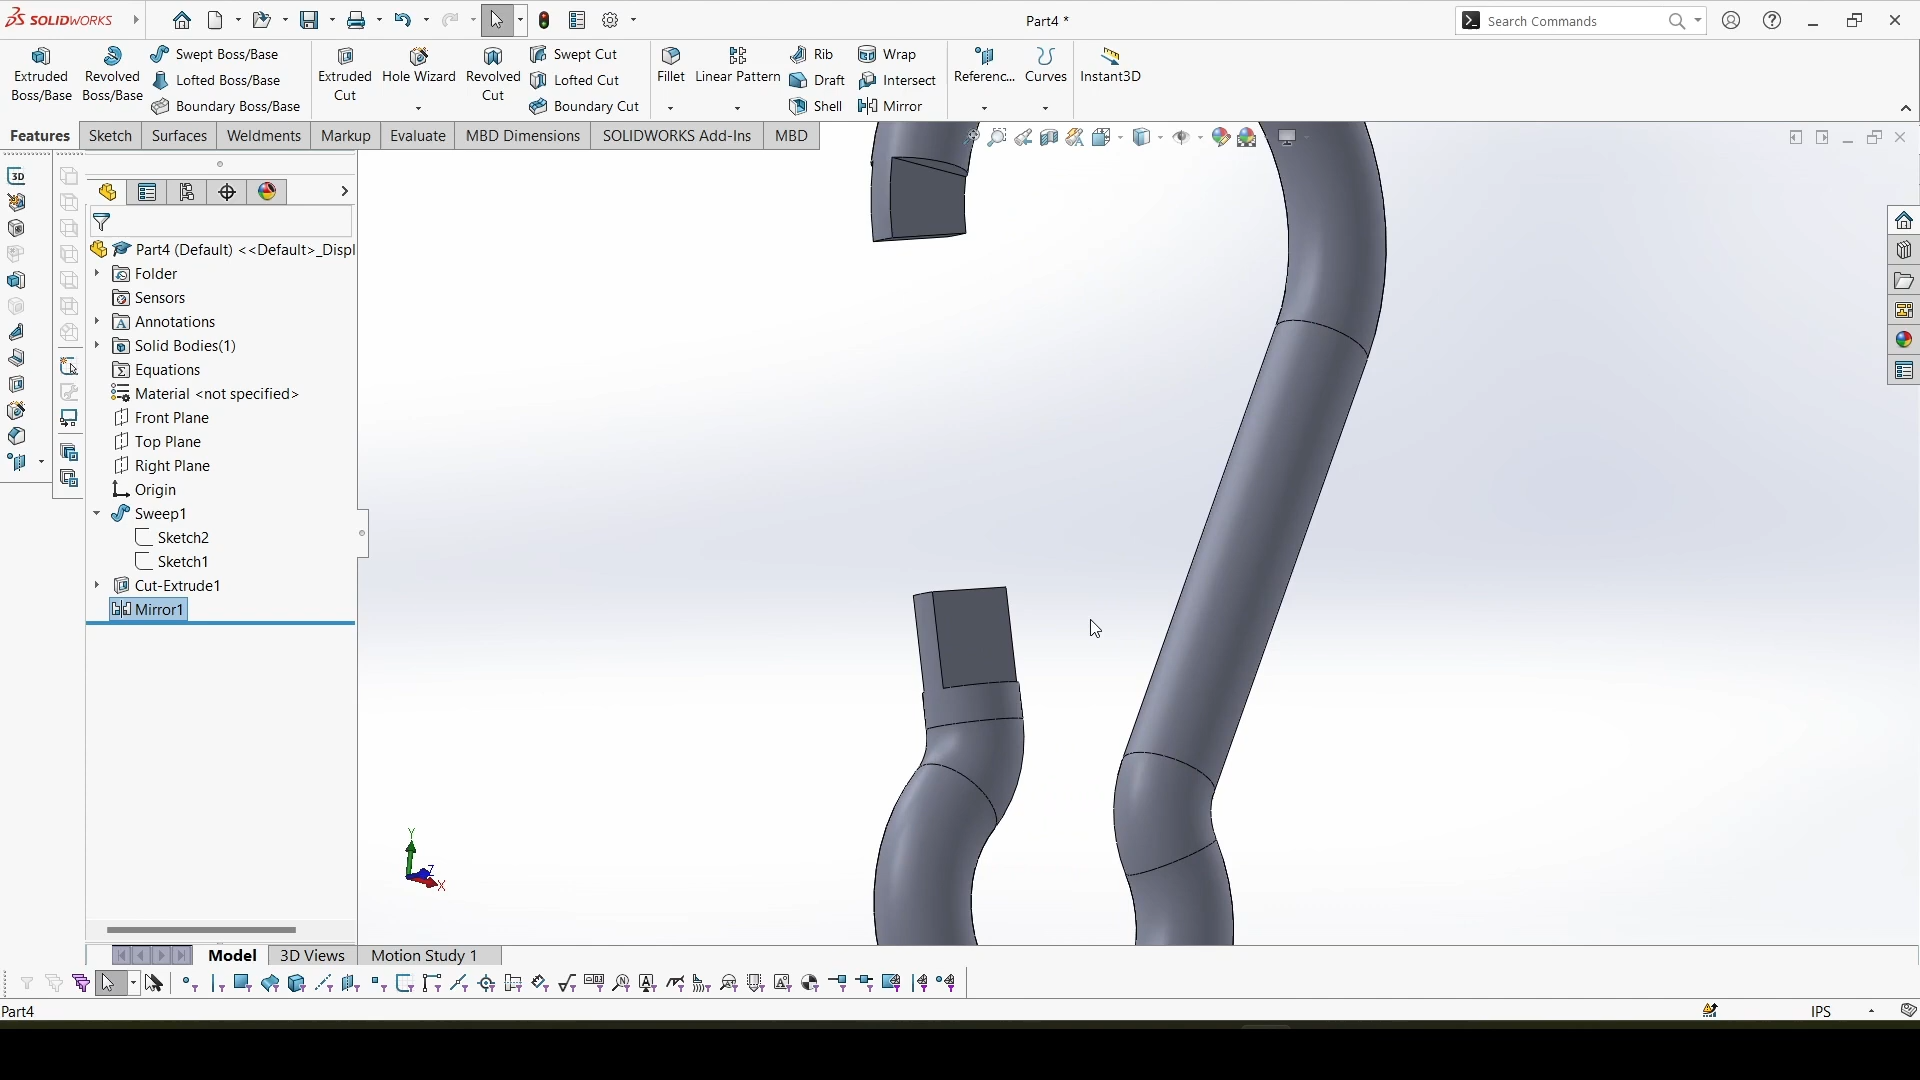 SOLIDWORKS
Part4 *
Search Commands
Extruded Boss/Base
Revolved Boss/Base
Swept Boss/Base
Lofted Boss/Base
Boundary Boss/Base
Extruded Cut
Hole Wizard
Revolved Cut
Swept Cut
Lofted Cut
Boundary Cut
Fillet
Linear Pattern
Rib
Draft
Shell
Wrap
Intersect
Mirror
Referenc...
Curves
Instant3D
Features
Sketch
Surfaces
Weldments
Markup
Evaluate
MBD Dimensions
SOLIDWORKS Add-Ins
MBD
3D
Part4 (Default) <<Default>_Displ
Folder
Sensors
Annotations
Solid Bodies(1)
Equations
Material <not specified>
Front Plane
Top Plane
Right Plane
Origin
Sweep1
Sketch2
Sketch1
Cut-Extrude1
Mirror1
Y
Z
X
Model
3D Views
Motion Study 1
Part4
IPS